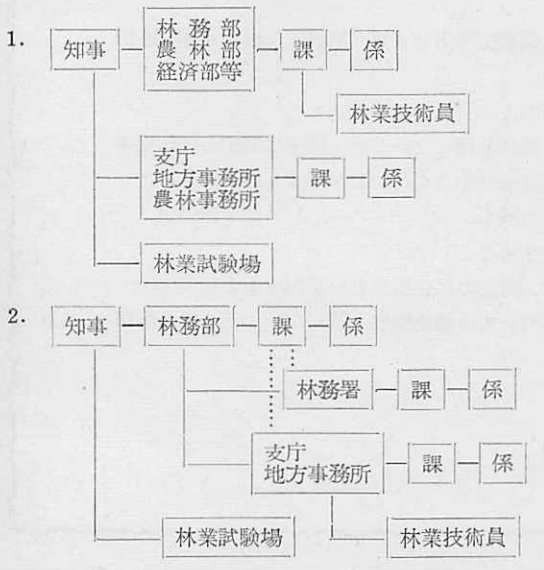 1.
知事
林務部
農林部
経済部等
課
係
林業技術員
支庁
地方事務所
農林事務所
課
係
林業試験場
2.
知事
林務部
課
係
林務署
課
係
支庁
地方事務所
課
係
林業試験場
林業技術員